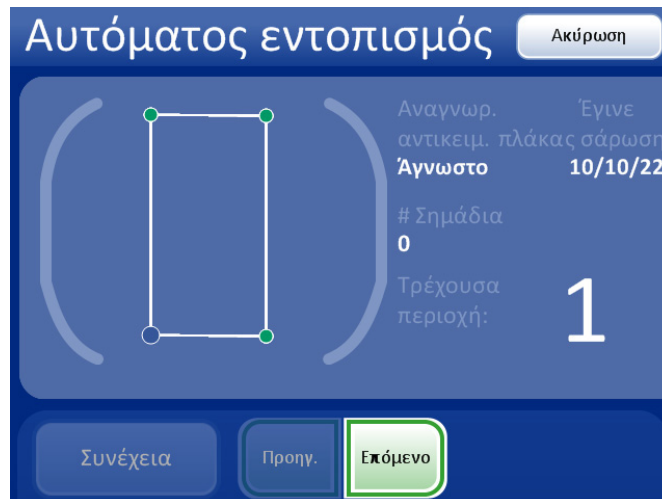 Αυτόματος εντοπισμός
Ακύρωση
Αναγνωρ. Έγινε
αντικειμ. πλάκας σάρωση
Άγνωστο 10/10/22
# Σημάδια
0
Τρέχουσα
περιοχή:
1
Συνέχεια
Προηγ.
Επόμενο